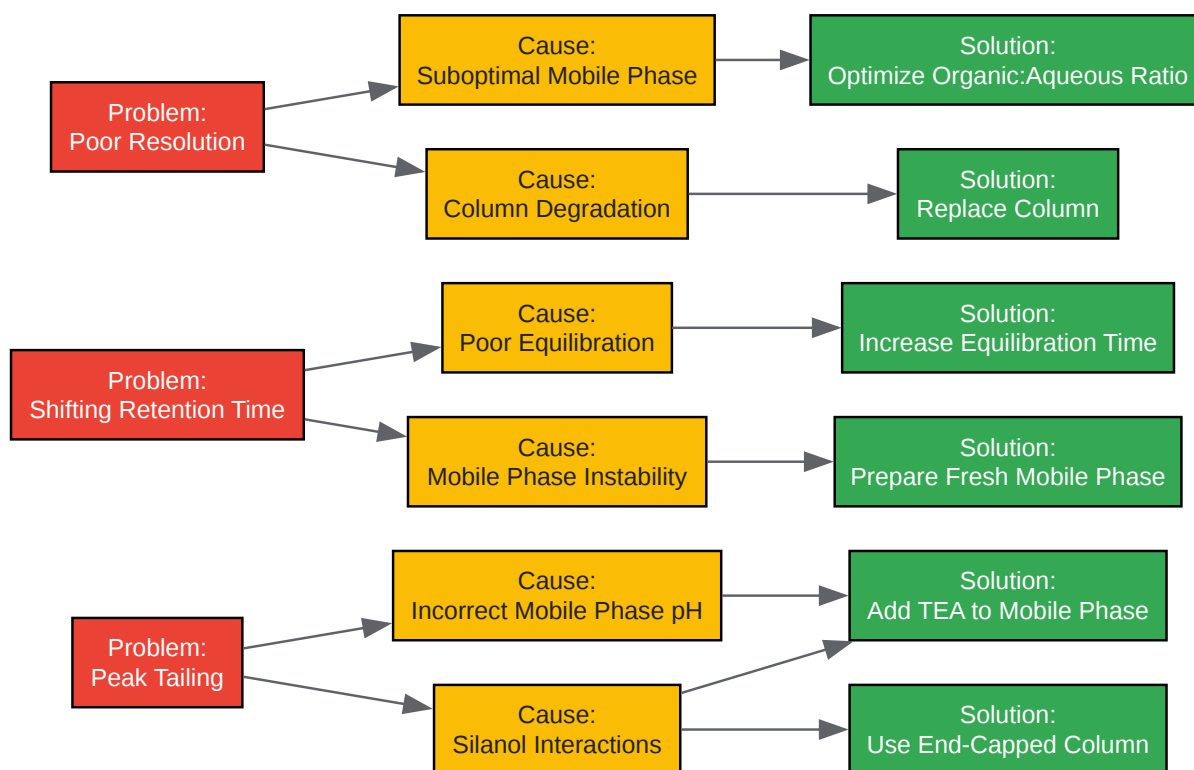 Problem:
Poor Resolution
Cause:
Suboptimal Mobile Phase
Solution:
Optimize Organic:Aqueous Ratio
Cause:
Column Degradation
Solution:
Replace Column
Problem:
Shifting Retention Time
Cause:
Poor Equilibration
Solution:
Increase Equilibration Time
Cause:
Mobile Phase Instability
Solution:
Prepare Fresh Mobile Phase
Problem:
Peak Tailing
Cause:
Incorrect Mobile Phase pH
Solution:
Add TEA to Mobile Phase
Cause:
Silanol Interactions
Solution:
Use End-Capped Column